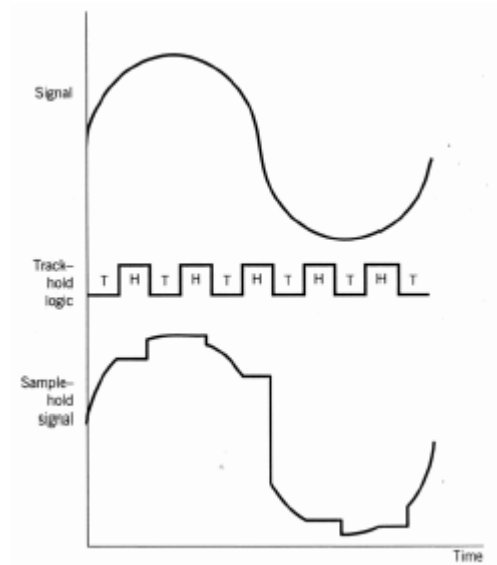 Signal
Track–
hold
logic
T H T H T H T H T H T
Sample–
hold
signal
Time